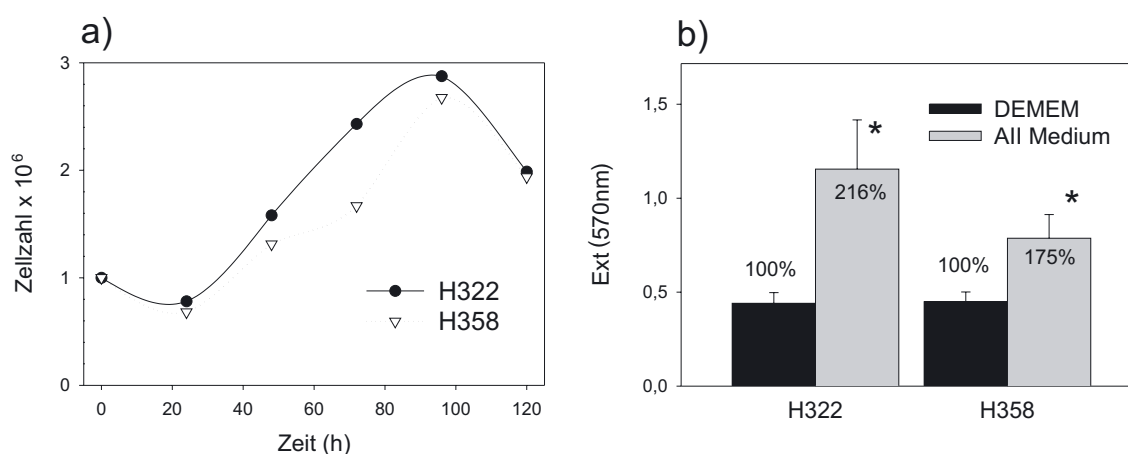 a)
3
2
1
0
Zellzahl x 10⁶
0 20 40 60 80 100 120
Zeit (h)
H322
H358
b)
1,5
1,0
0,5
0,0
Ext (570nm)
DEMEM
AII Medium
100%
216%
*
100%
175%
*
H322 H358